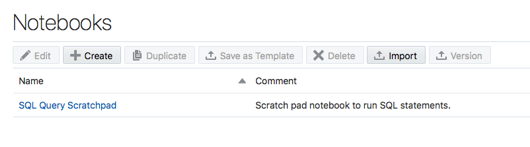 Notebooks
Edit Create Duplicate Save as Template Delete Import Version
Name Comment
SQL Query Scratchpad Scratch pad notebook to run SQL statements.